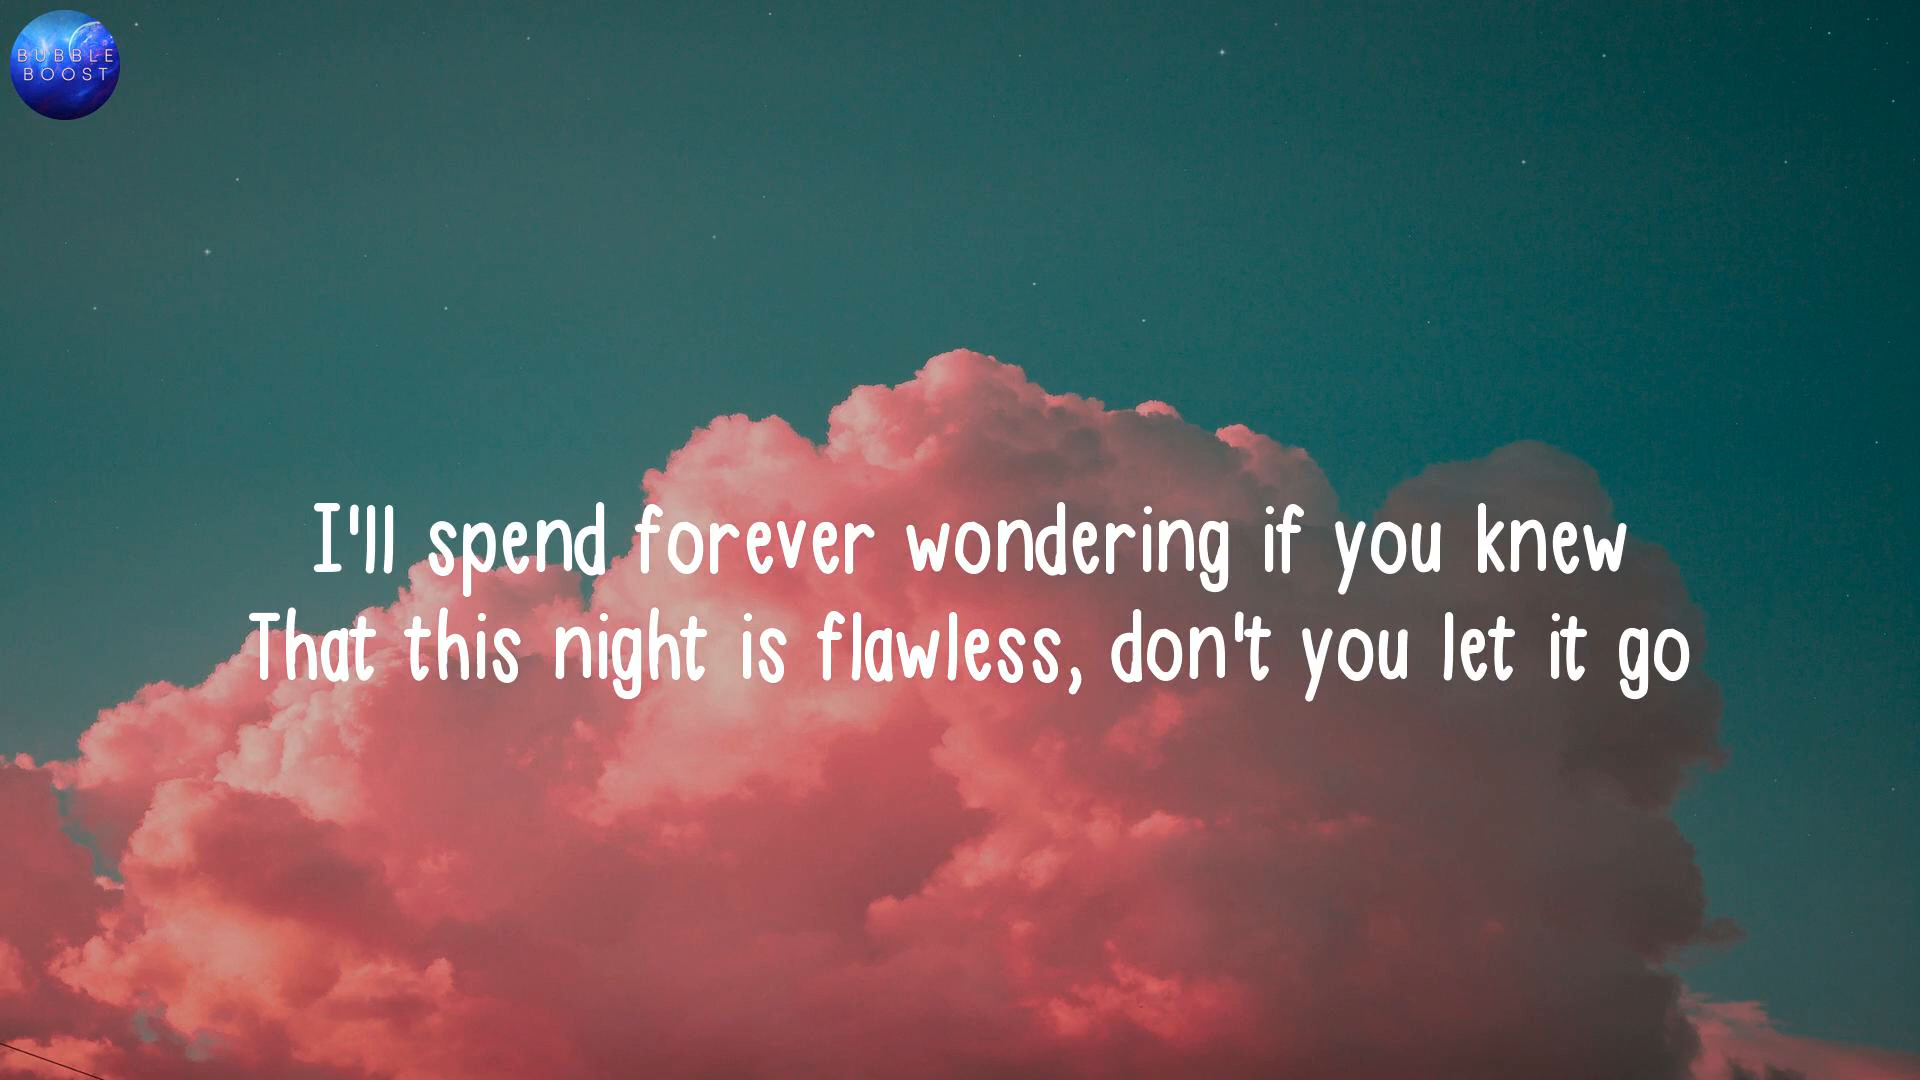 BUBBLE
BOOST
I'll spend forever wondering if you knew
That this night is flawless, don't you let it go